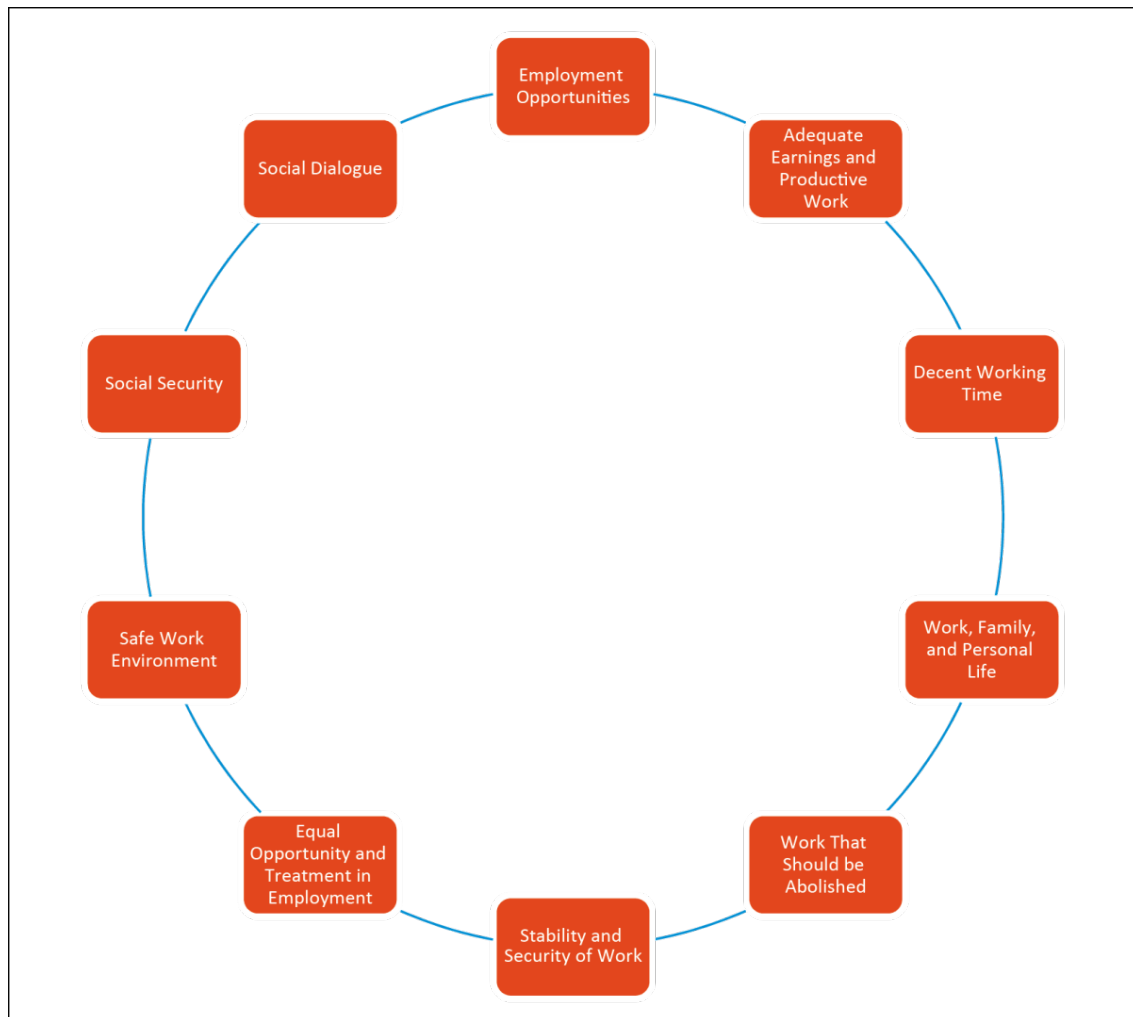 Employment
Opportunities
Adequate
Earnings and
Productive
Work
Decent Working
Time
Work, Family,
and Personal
Life
Work That
Should be
Abolished
Stability and
Security of Work
Equal
Opportunity and
Treatment in
Employment
Safe Work
Environment
Social Security
Social Dialogue